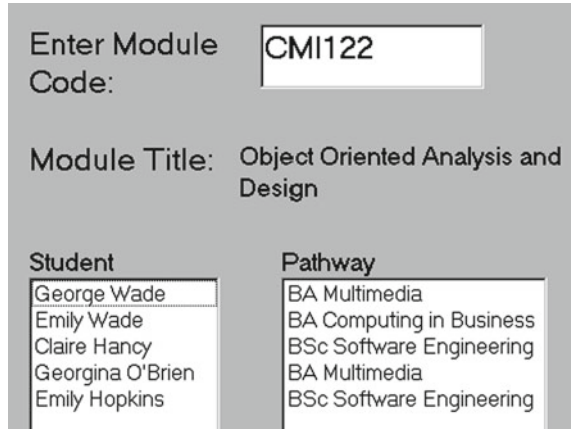 Enter Module
Code:
CMI122
Module Title:
Object Oriented Analysis and
Design
Student
George Wade
Emily Wade
Claire Hancy
Georgina O'Brien
Emily Hopkins
Pathway
BA Multimedia
BA Computing in Business
BSc Software Engineering
BA Multimedia
BSc Software Engineering